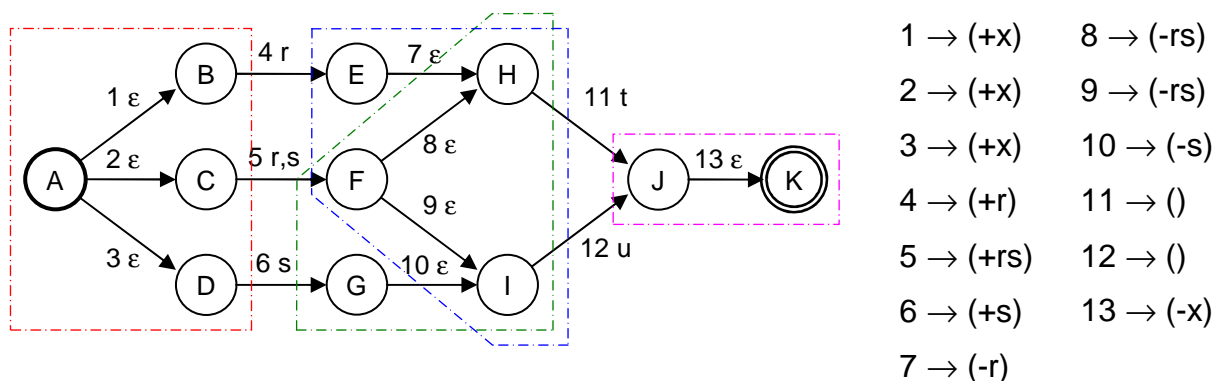 B
4 r
E
7 ε
H
1 ε
11 t
8 ε
A
2 ε
C
5 r,s
F
J
13 ε
K
9 ε
3 ε
12 u
D
6 s
G
10 ε
I
1 → (+x)
2 → (+x)
3 → (+x)
4 → (+r)
5 → (+rs)
6 → (+s)
7 → (-r)
8 → (-rs)
9 → (-rs)
10 → (-s)
11 → ()
12 → ()
13 → (-x)